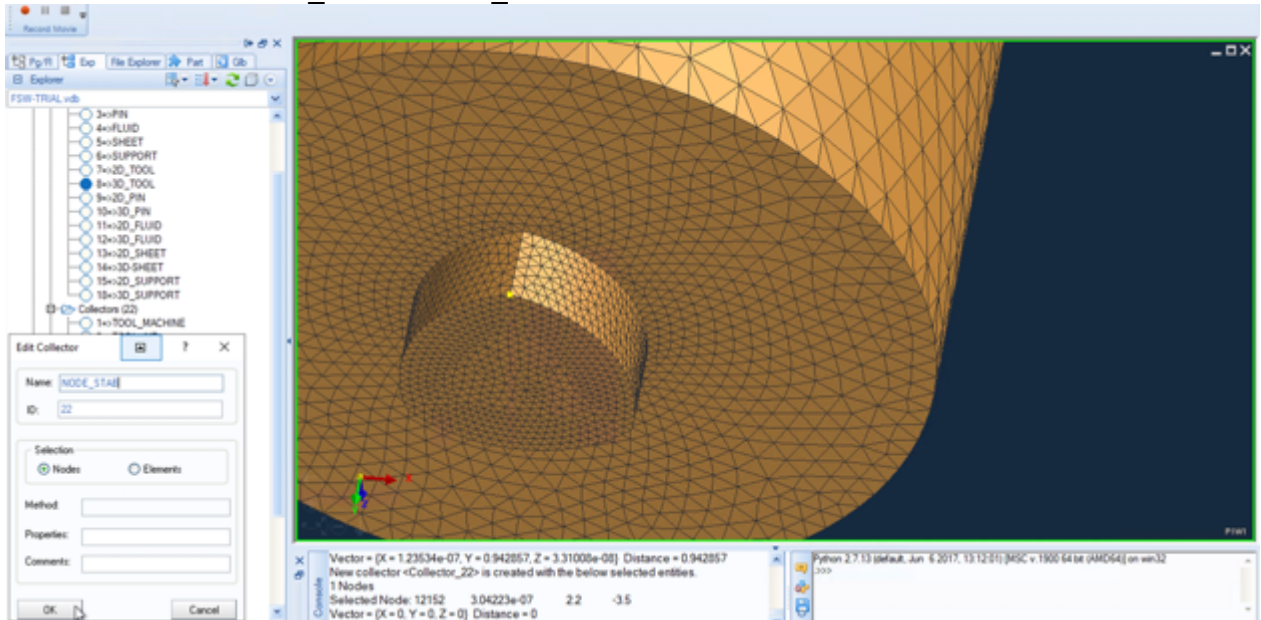 Record Movie
Pg/fl Exp File Explorer Part Glb
Explorer
FSW-TRIAL.vdb
3=>PIN
4=>FLUID
5=>SHEET
6=>SUPPORT
7=>2D_TOOL
8=>3D_TOOL
9=>2D_PIN
10=>3D_PIN
11=>2D_FLUID
12=>3D_FLUID
13=>2D_SHEET
14=>3D-SHEET
15=>2D_SUPPORT
18=>3D_SUPPORT
Collectors (22)
1=>TOOL_MACHINE
Edit Collector ? X
Name: NODE_STAB
ID: 22
Selection
Nodes Elements
Method:
Properties:
Comments:
OK Cancel
X
P1W1
Console
Vector = {X = 1.23534e-07, Y = 0.942857, Z = 3.31008e-08} Distance = 0.942857
New collector <Collector_22> is created with the below selected entities.
1 Nodes
Selected Node: 12152 3.04223e-07 2.2 -3.5
Vector = {X = 0, Y = 0, Z = 0} Distance = 0
Python 2.7.13 (default, Jun 6 2017, 13:12:01) [MSC v.1900 64 bit (AMD64)] on win32
>>>